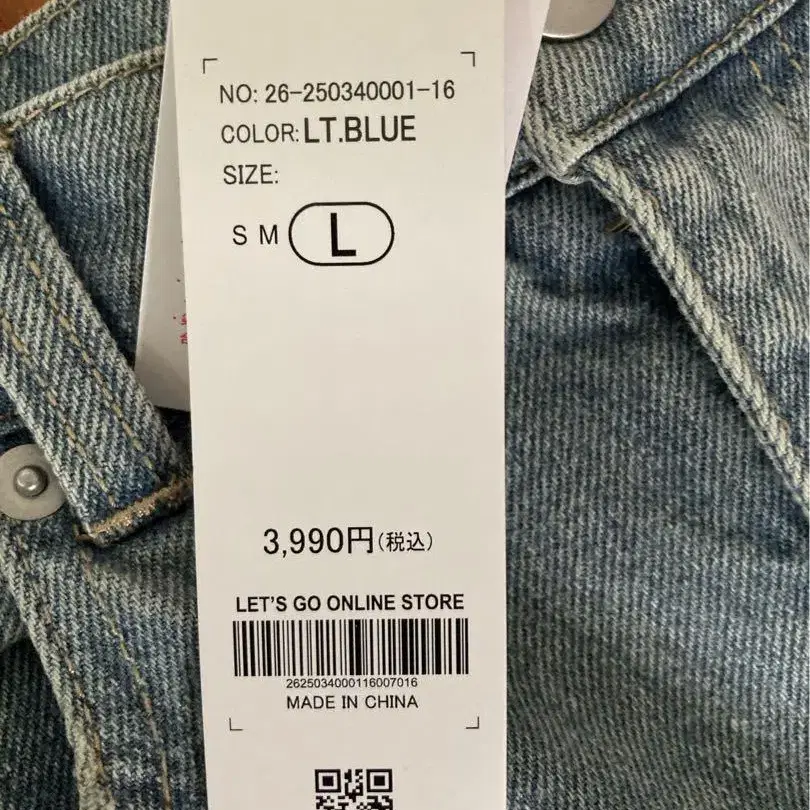 NO: 26-250340001-16
COLOR: LT.BLUE
SIZE:
S M L
3,990円(税込)
LET'S GO ONLINE STORE
2625034000116007016
MADE IN CHINA